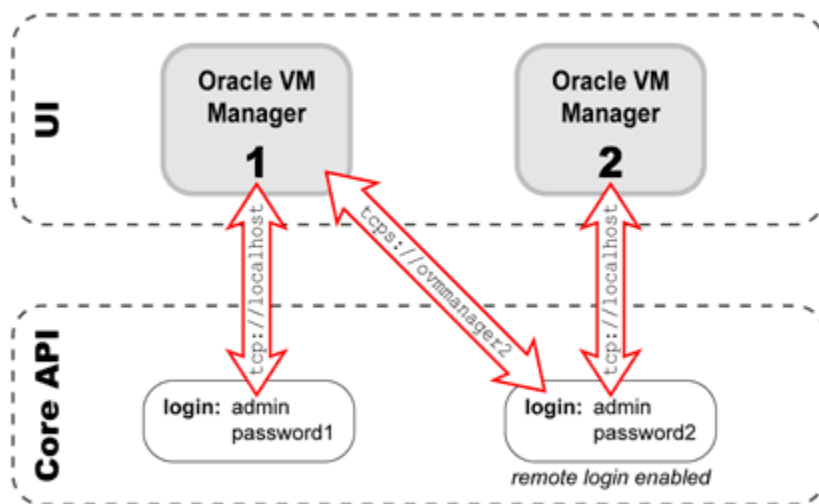 UI
Oracle VM
Manager
1
Oracle VM
Manager
2
tcp://localhost
tcps://ovmmanager2
tcp://localhost
Core API
login: admin
password1
login: admin
password2
remote login enabled